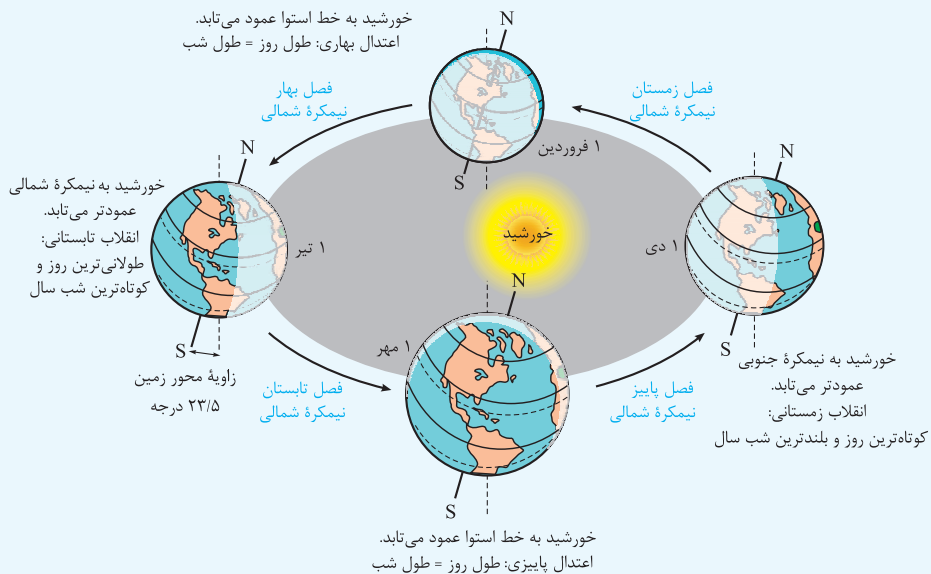 خورشید به خط استوا عمود می‌تابد.
اعتدال بهاری: طول روز = طول شب
N
S
۱ فروردین
فصل بهار
نیمکرهٔ شمالی
فصل زمستان
نیمکرهٔ شمالی
خورشید
N
S
۱ دی
خورشید به نیمکرهٔ جنوبی
عمودتر می‌تابد.
انقلاب زمستانی:
کوتاه‌ترین روز و بلندترین شب سال
N
S
۱ تیر
خورشید به نیمکرهٔ شمالی
عمودتر می‌تابد.
انقلاب تابستانی:
طولانی‌ترین روز و
کوتاه‌ترین شب سال
زاویهٔ محور زمین
۲۳/۵ درجه
فصل تابستان
نیمکرهٔ شمالی
فصل پاییز
نیمکرهٔ شمالی
N
S
۱ مهر
خورشید به خط استوا عمود می‌تابد.
اعتدال پاییزی: طول روز = طول شب